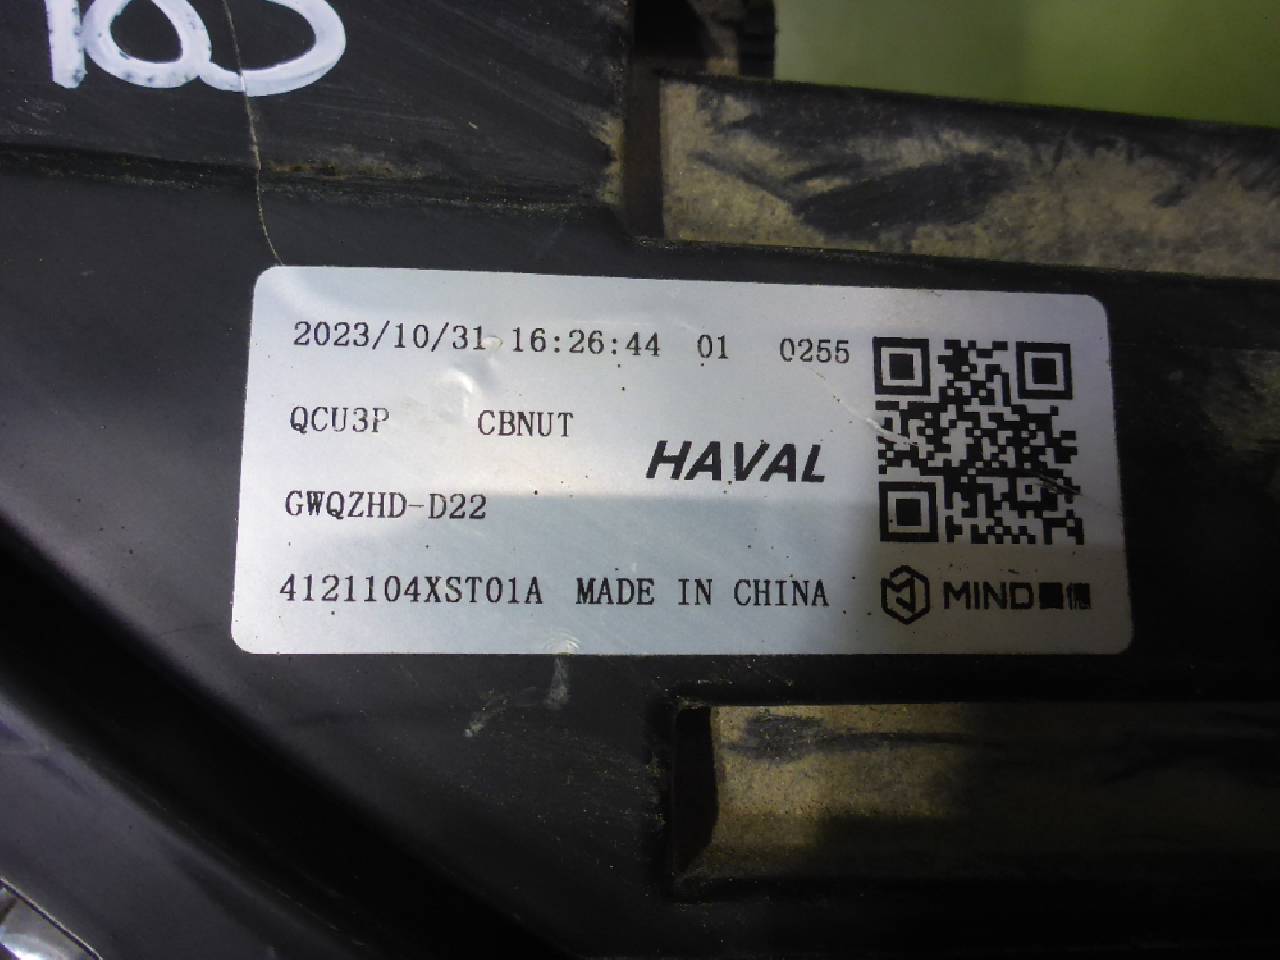 2023/10/31 16:26:44 01 0255
QCU3P CBNUT
HAVAL
GWQZHD-D22
4121104XST01A MADE IN CHINA
MIND